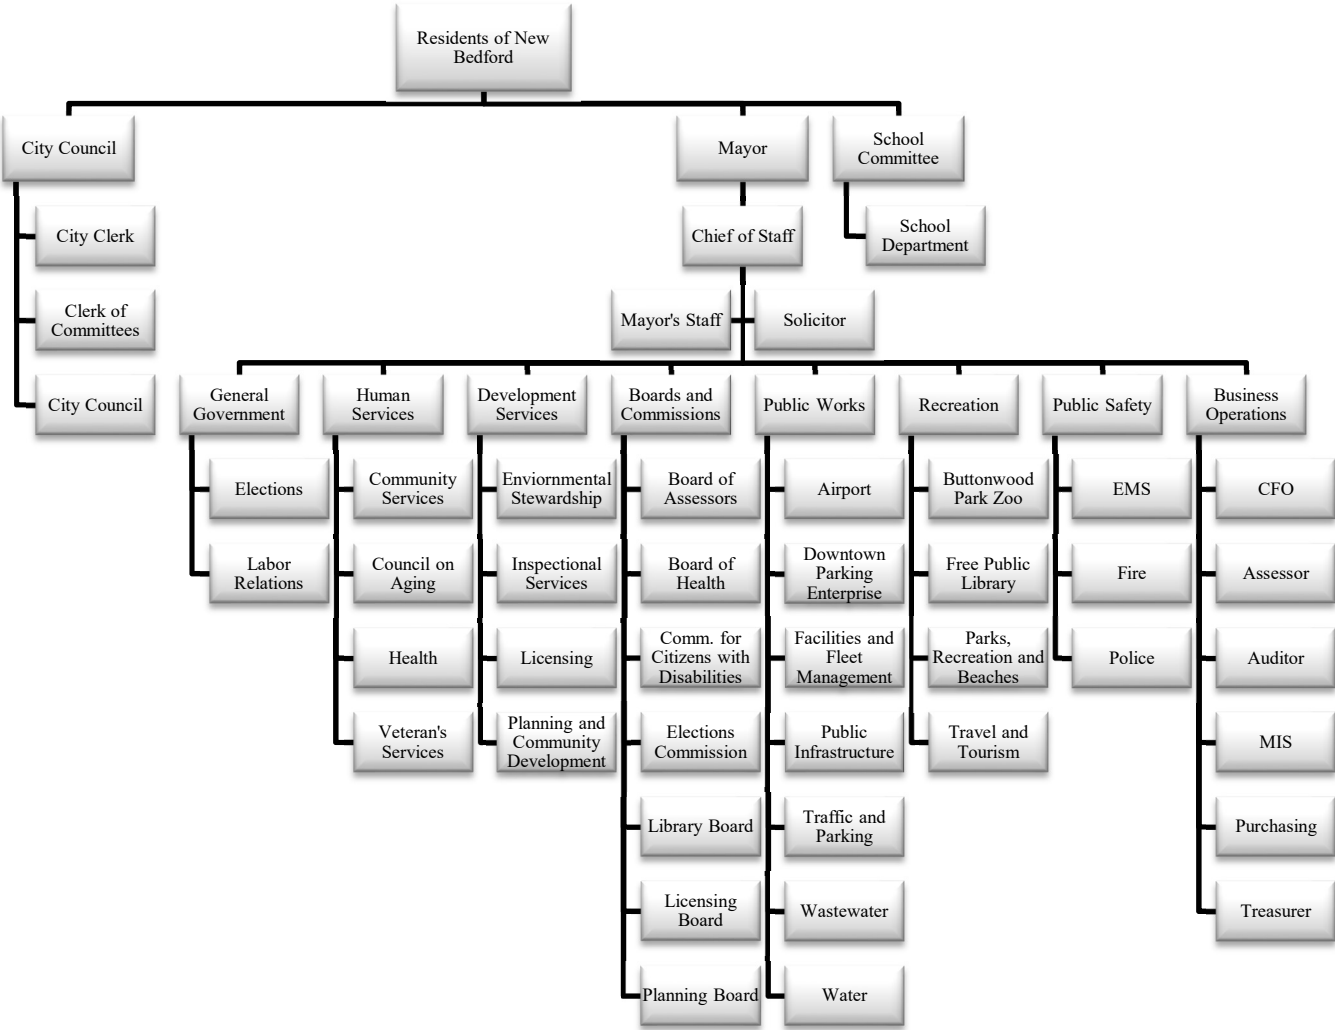 Residents of New
Bedford
City Council
Mayor
School
Committee
City Clerk
Chief of Staff
School
Department
Clerk of
Committees
Mayor's Staff
Solicitor
City Council
General
Government
Human
Services
Development
Services
Boards and
Commissions
Public Works
Recreation
Public Safety
Business
Operations
Elections
Community
Services
Enviornmental
Stewardship
Board of
Assessors
Airport
Buttonwood
Park Zoo
EMS
CFO
Labor
Relations
Council on
Aging
Inspectional
Services
Board of
Health
Downtown
Parking
Enterprise
Free Public
Library
Fire
Assessor
Health
Licensing
Comm. for
Citizens with
Disabilities
Facilities and
Fleet
Management
Parks,
Recreation and
Beaches
Police
Auditor
Veteran's
Services
Planning and
Community
Development
Elections
Commission
Public
Infrastructure
Travel and
Tourism
MIS
Library Board
Traffic and
Parking
Purchasing
Licensing
Board
Wastewater
Treasurer
Planning Board
Water